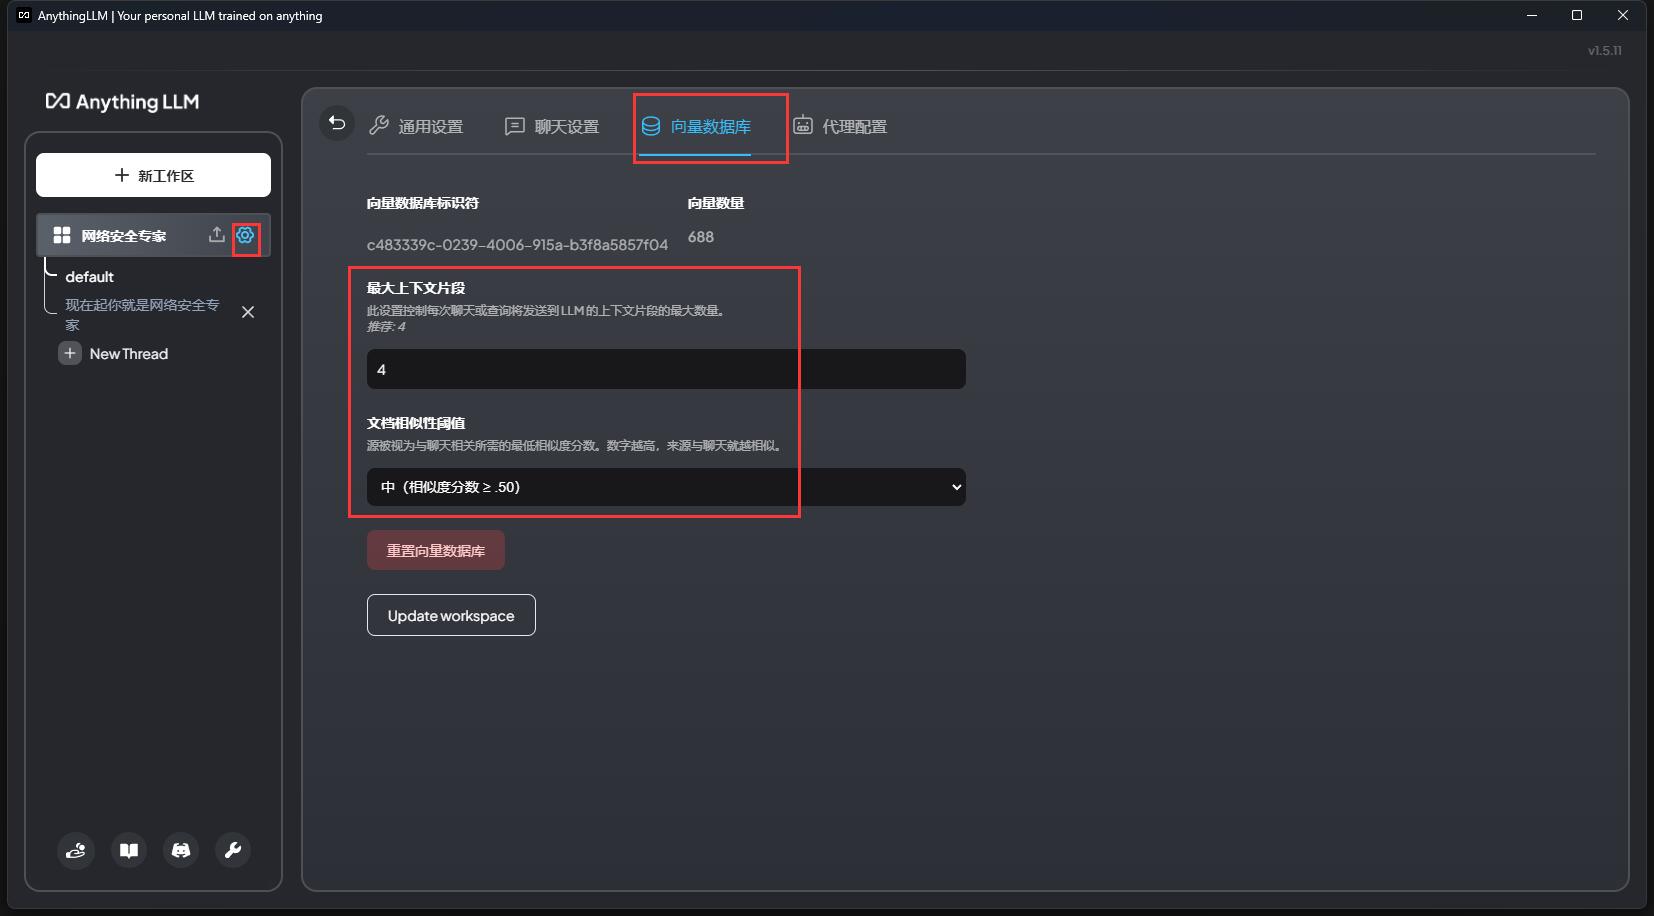 AnythingLLM | Your personal LLM trained on anything
v1.5.11
Anything LLM
新工作区
网络安全专家
default
现在起你就是网络安全专
家
New Thread
通用设置
聊天设置
向量数据库
代理配置
向量数据库标识符
向量数量
c483339c-0239-4006-915a-b3f8a5857f04
688
最大上下文片段
此设置控制每次聊天或查询将发送到 LLM 的上下文片段的最大数量。
推荐: 4
4
文档相似性阈值
源被视为与聊天相关所需的最低相似度分数。数字越高，来源与聊天就越相似。
中（相似度分数 ≥ .50）
重置向量数据库
Update workspace